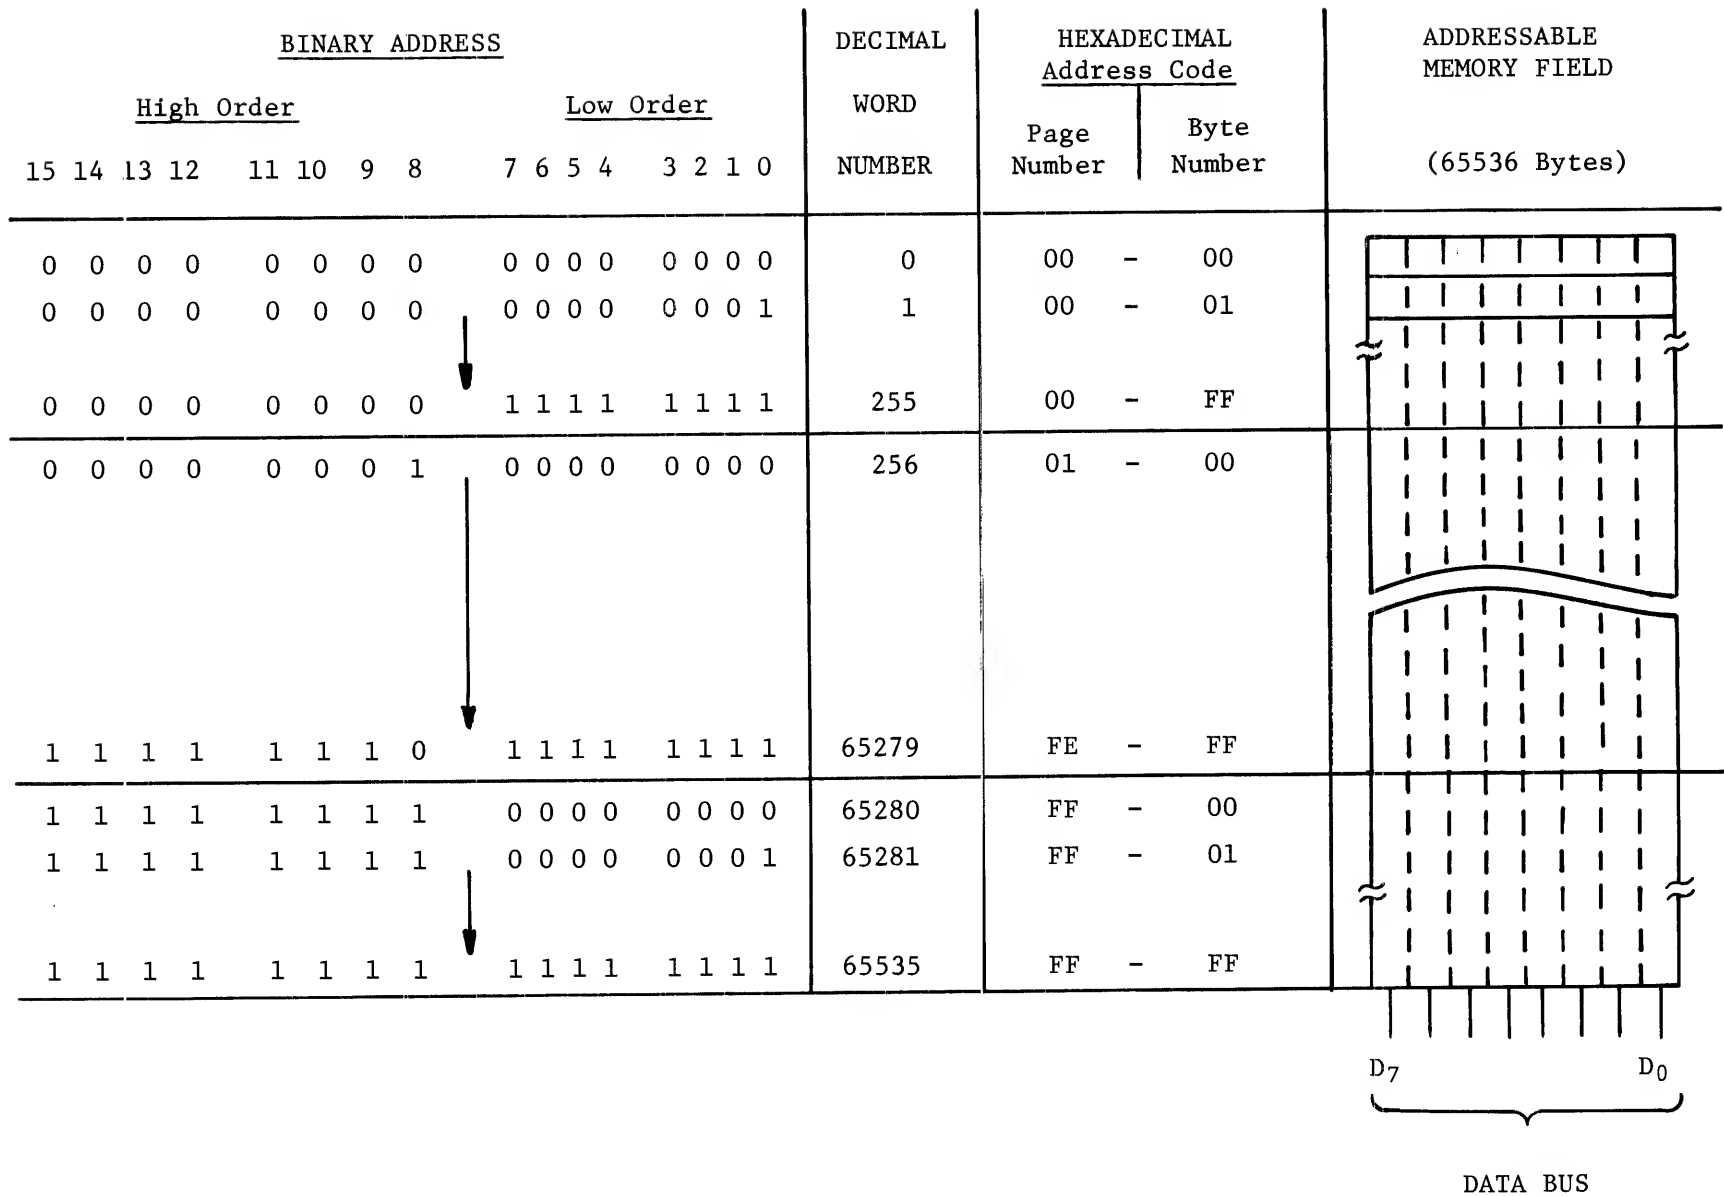 BINARY ADDRESS DECIMAL HEXADECIMAL ADDRESSABLE
Address Code MEMORY FIELD
High Order Low Order WORD
Page Byte
15 14 13 12 11 10 9 8 7 6 5 4 3 2 1 0 NUMBER Number Number (65536 Bytes)
0 0 0 0 0 0 0 0 0 0 0 0 0 0 0 0 0 00 - 00
0 0 0 0 0 0 0 0 0 0 0 0 0 0 0 1 1 00 - 01
0 0 0 0 0 0 0 0 1 1 1 1 1 1 1 1 255 00 - FF
0 0 0 0 0 0 0 1 0 0 0 0 0 0 0 0 256 01 - 00
1 1 1 1 1 1 1 0 1 1 1 1 1 1 1 1 65279 FE - FF
1 1 1 1 1 1 1 1 0 0 0 0 0 0 0 0 65280 FF - 00
1 1 1 1 1 1 1 1 0 0 0 0 0 0 0 1 65281 FF - 01
1 1 1 1 1 1 1 1 1 1 1 1 1 1 1 1 65535 FF - FF
D7 D0
DATA BUS